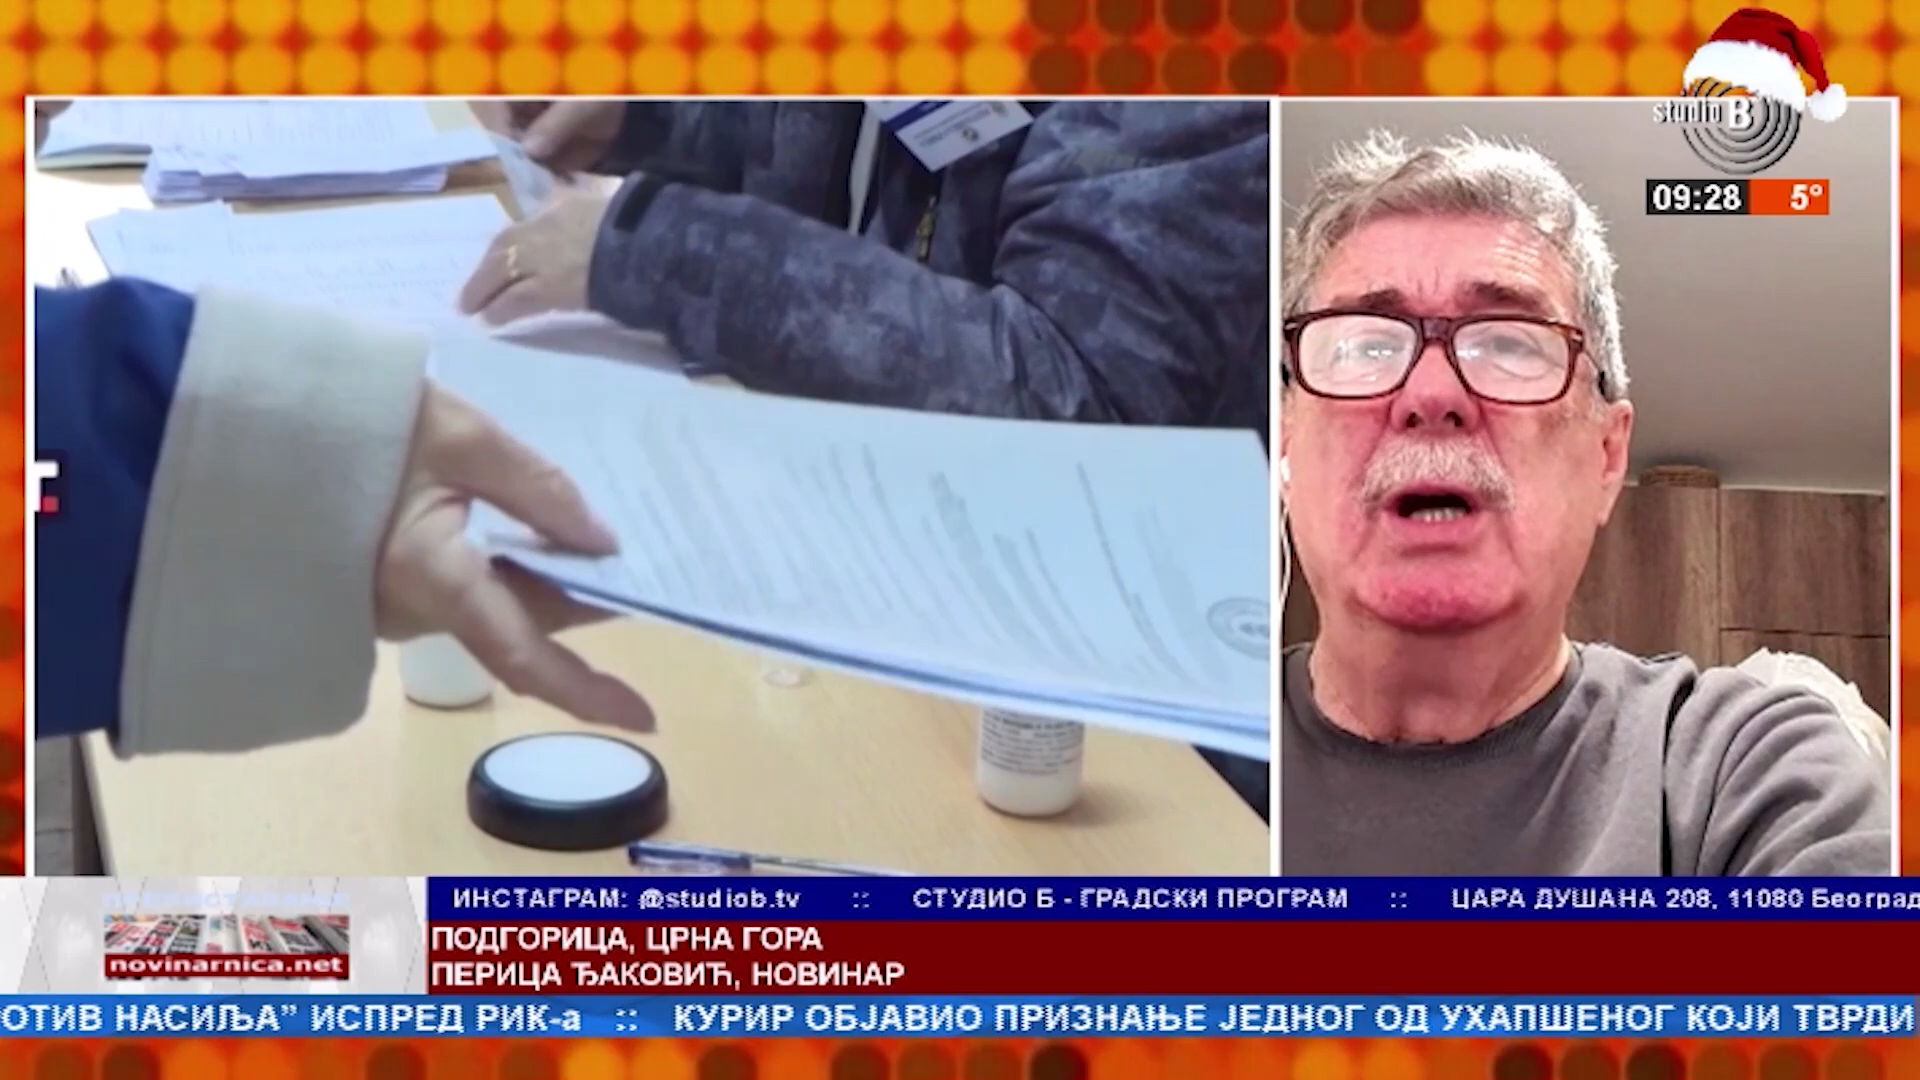 studio B
09:28 5°
т.
ИНСТАГРАМ: @studiob.tv :: СТУДИО Б - ГРАДСКИ ПРОГРАМ :: ЦАРА ДУШАНА 208, 11080 Београд
novinarnica.net
ПОДГОРИЦА, ЦРНА ГОРА
ПЕРИЦА ЂАКОВИЋ, НОВИНАР
ОТИВ НАСИЉА” ИСПРЕД РИК-а :: КУРИР ОБЈАВИО ПРИЗНАЊЕ ЈЕДНОГ ОД УХАПШЕНОГ КОЈИ ТВРДИ